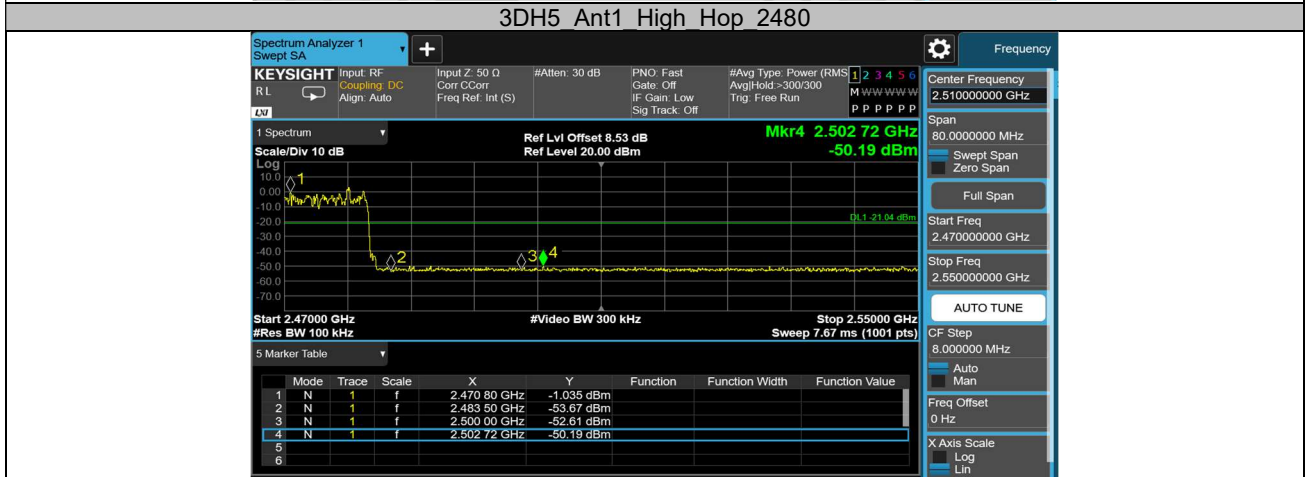 3DH5_Ant1_High_Hop_2480
Spectrum Analyzer 1
Swept SA
+
Frequency
KEYSIGHT
RL
LXI
Input: RF
Coupling: DC
Align: Auto
Input Z: 50 Ω
Corr CCorr
Freq Ref: Int (S)
#Atten: 30 dB
PNO: Fast
Gate: Off
IF Gain: Low
Sig Track: Off
#Avg Type: Power (RMS
Avg|Hold:>300/300
Trig: Free Run
1 2 3 4 5 6
M W W W W W
P P P P P P
1 Spectrum
Scale/Div 10 dB
Ref Lvl Offset 8.53 dB
Ref Level 20.00 dBm
Mkr4 2.502 72 GHz
-50.19 dBm
Log
10.0
0.00
-10.0
-20.0
-30.0
-40.0
-50.0
-60.0
-70.0
1
2
3
4
DL1 -21.04 dBm
Start 2.47000 GHz
#Res BW 100 kHz
#Video BW 300 kHz
Stop 2.55000 GHz
Sweep 7.67 ms (1001 pts)
5 Marker Table
Mode Trace Scale X Y Function Function Width Function Value
1 N 1 f 2.470 80 GHz -1.035 dBm
2 N 1 f 2.483 50 GHz -53.67 dBm
3 N 1 f 2.500 00 GHz -52.61 dBm
4 N 1 f 2.502 72 GHz -50.19 dBm
5
6
Center Frequency
2.510000000 GHz
Span
80.0000000 MHz
Swept Span
Zero Span
Full Span
Start Freq
2.470000000 GHz
Stop Freq
2.550000000 GHz
AUTO TUNE
CF Step
8.000000 MHz
Auto
Man
Freq Offset
0 Hz
X Axis Scale
Log
Lin